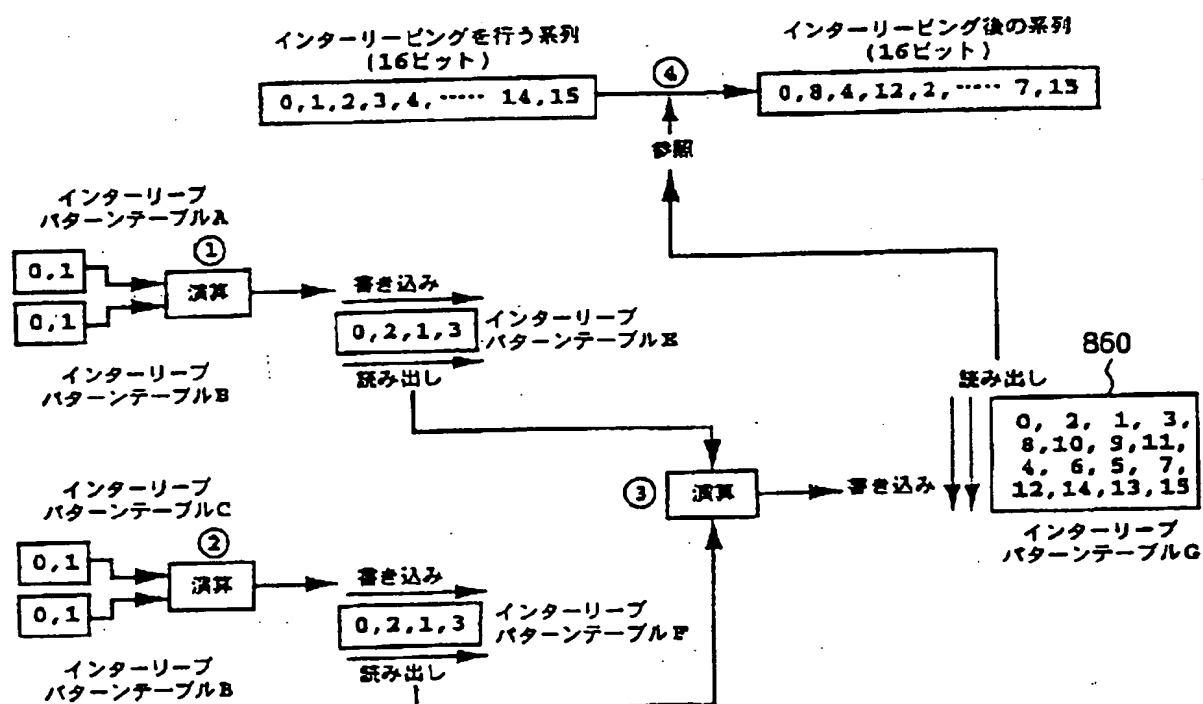 インターリービングを行う系列
(16ビット)
0,1,2,3,4,‥‥‥ 14,15
④
インターリービング後の系列
(16ビット)
0,8,4,12,2,‥‥‥ 7,15
参照
インターリーブ
パターンテーブルA
0,1
0,1
①
演算
インターリーブ
パターンテーブルB
書き込み
0,2,1,3
読み出し
インターリーブ
パターンテーブルE
インターリーブ
パターンテーブルC
0,1
0,1
②
演算
インターリーブ
パターンテーブルB
書き込み
0,2,1,3
読み出し
インターリーブ
パターンテーブルF
③
演算
書き込み
読み出し
860
0, 2, 1, 3,
8,10, 9,11,
4, 6, 5, 7,
12,14,13,15
インターリーブ
パターンテーブルG